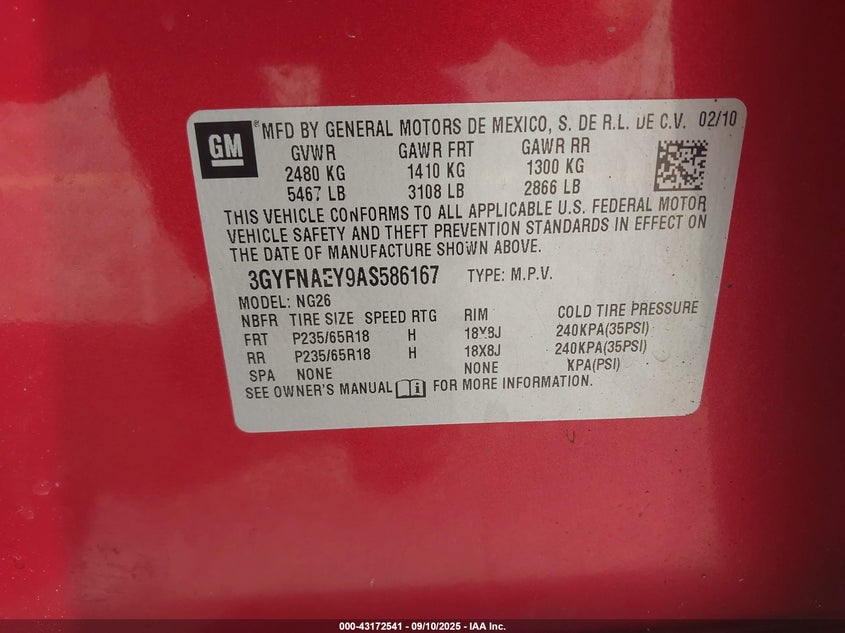 GM ® MFD BY GENERAL MOTORS DE MEXICO, S. DE R.L. DE C.V. 02/10
GVWR GAWR FRT GAWR RR
2480 KG 1410 KG 1300 KG
5467 LB 3108 LB 2866 LB
THIS VEHICLE CONFORMS TO ALL APPLICABLE U.S. FEDERAL MOTOR
VEHICLE SAFETY AND THEFT PREVENTION STANDARDS IN EFFECT ON
THE DATE OF MANUFACTURE SHOWN ABOVE.
3GYFNAEY9AS586167 TYPE: M.P.V.
MODEL: NG26
NBFR TIRE SIZE SPEED RTG RIM COLD TIRE PRESSURE
FRT P235/65R18 H 18X8J 240KPA(35PSI)
RR P235/65R18 H 18X8J 240KPA(35PSI)
SPA NONE NONE KPA(PSI)
SEE OWNER'S MANUAL FOR MORE INFORMATION.
000-43172541 - 09/10/2025 - IAA Inc.